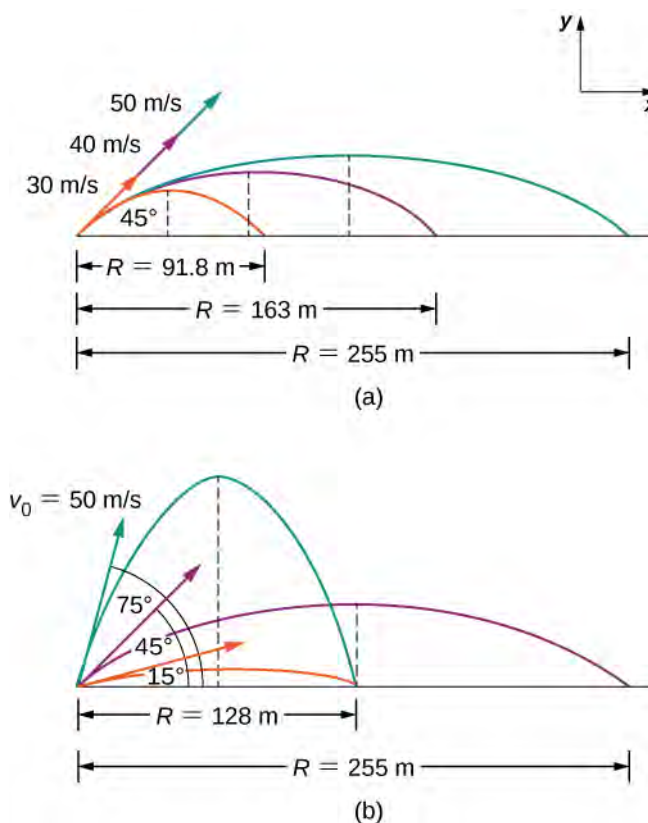 y
x
50 m/s
40 m/s
30 m/s
45°
R = 91.8 m
R = 163 m
R = 255 m
(a)
v₀ = 50 m/s
75°
45°
15°
R = 128 m
R = 255 m
(b)